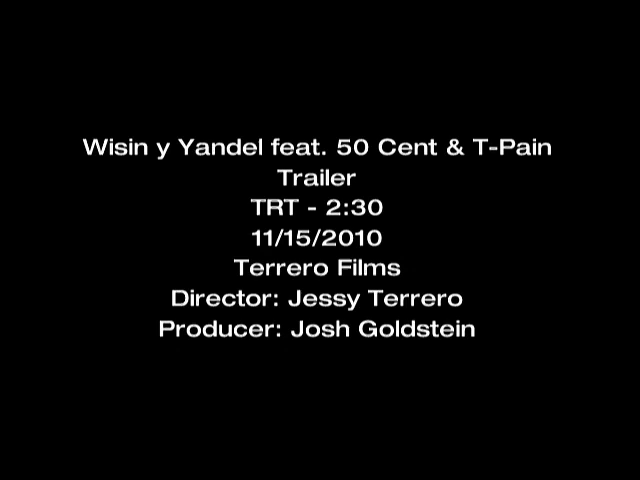 Wisin y Yandel feat. 50 Cent & T-Pain
Trailer
TRT - 2:30
11/15/2010
Terrero Films
Director: Jessy Terrero
Producer: Josh Goldstein